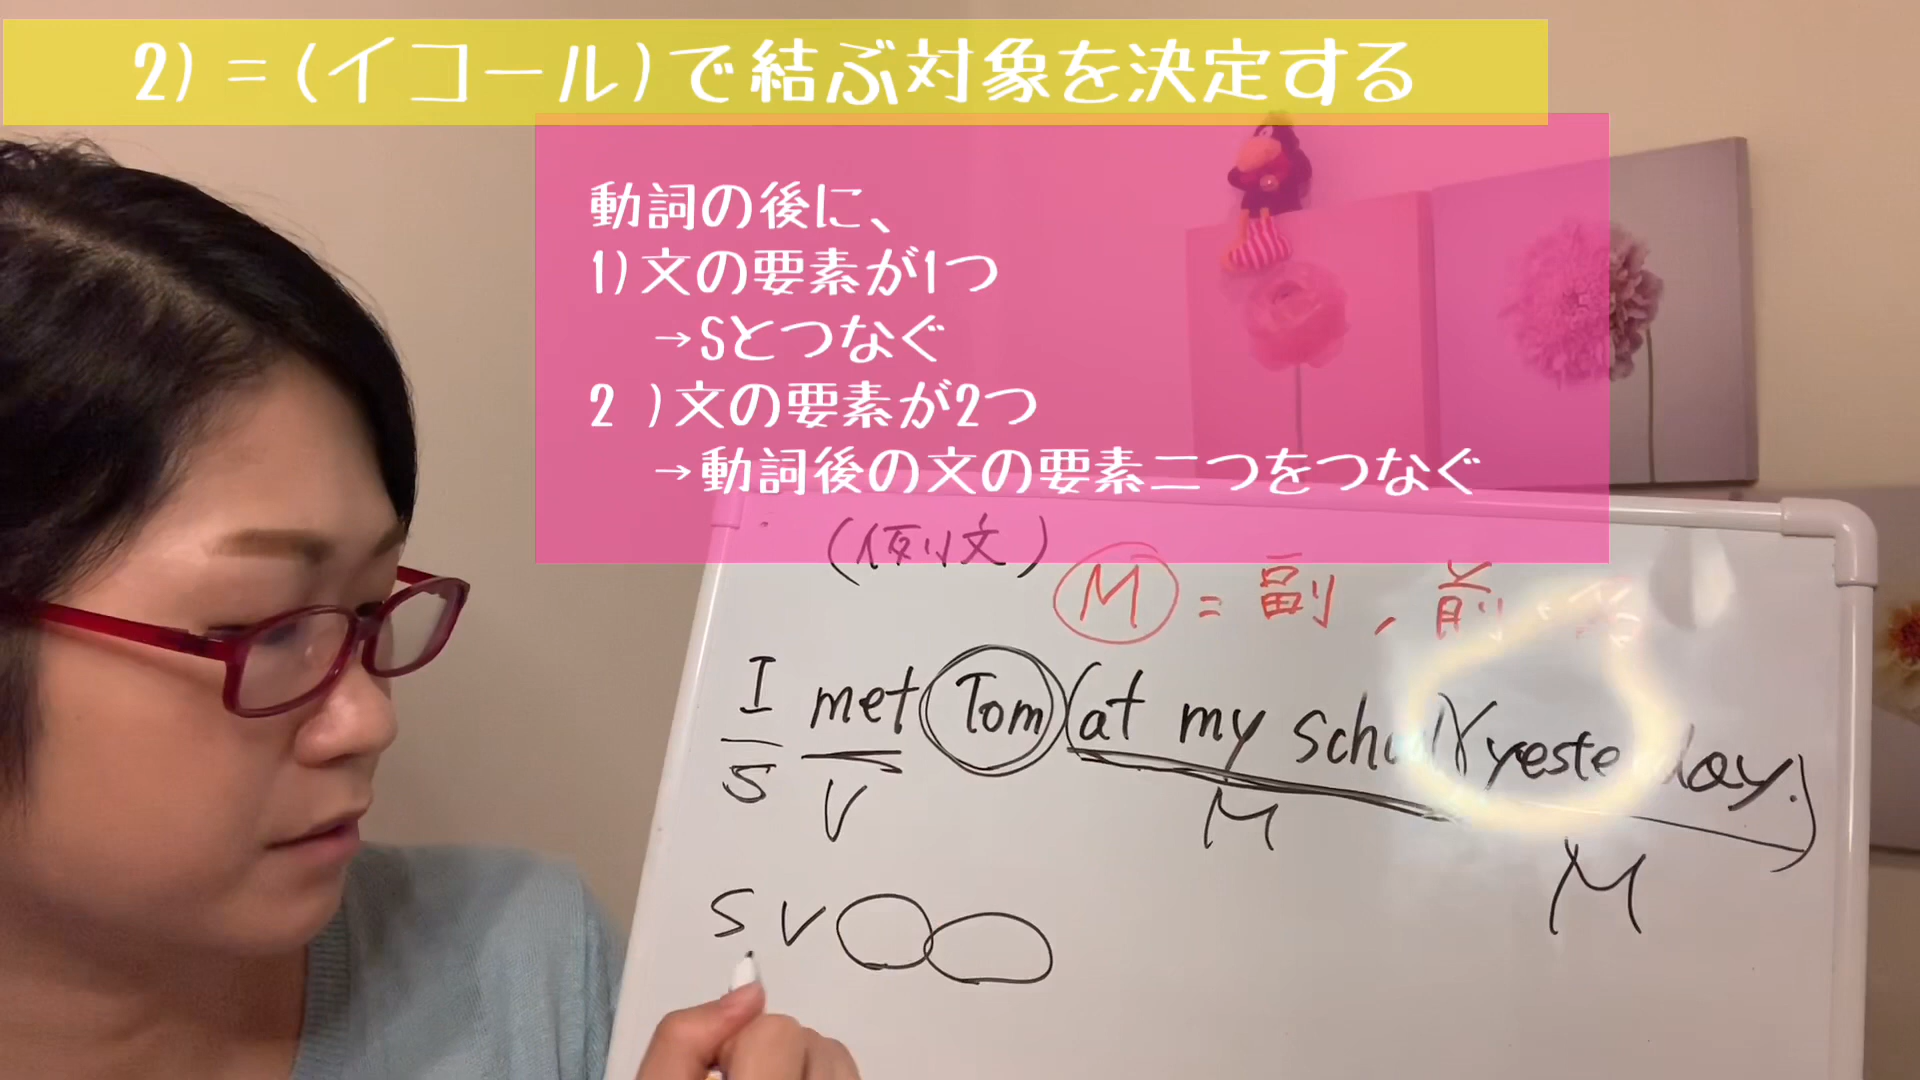 2) =(イコール)で結ぶ対象を決定する
動詞の後に、
1)文の要素が1つ
→Sとつなぐ
2 )文の要素が2つ
→動詞後の文の要素二つをつなぐ
(例文)
M = 副, 前
I met Tom (at my school)(yesterday.)
S V M M
S V